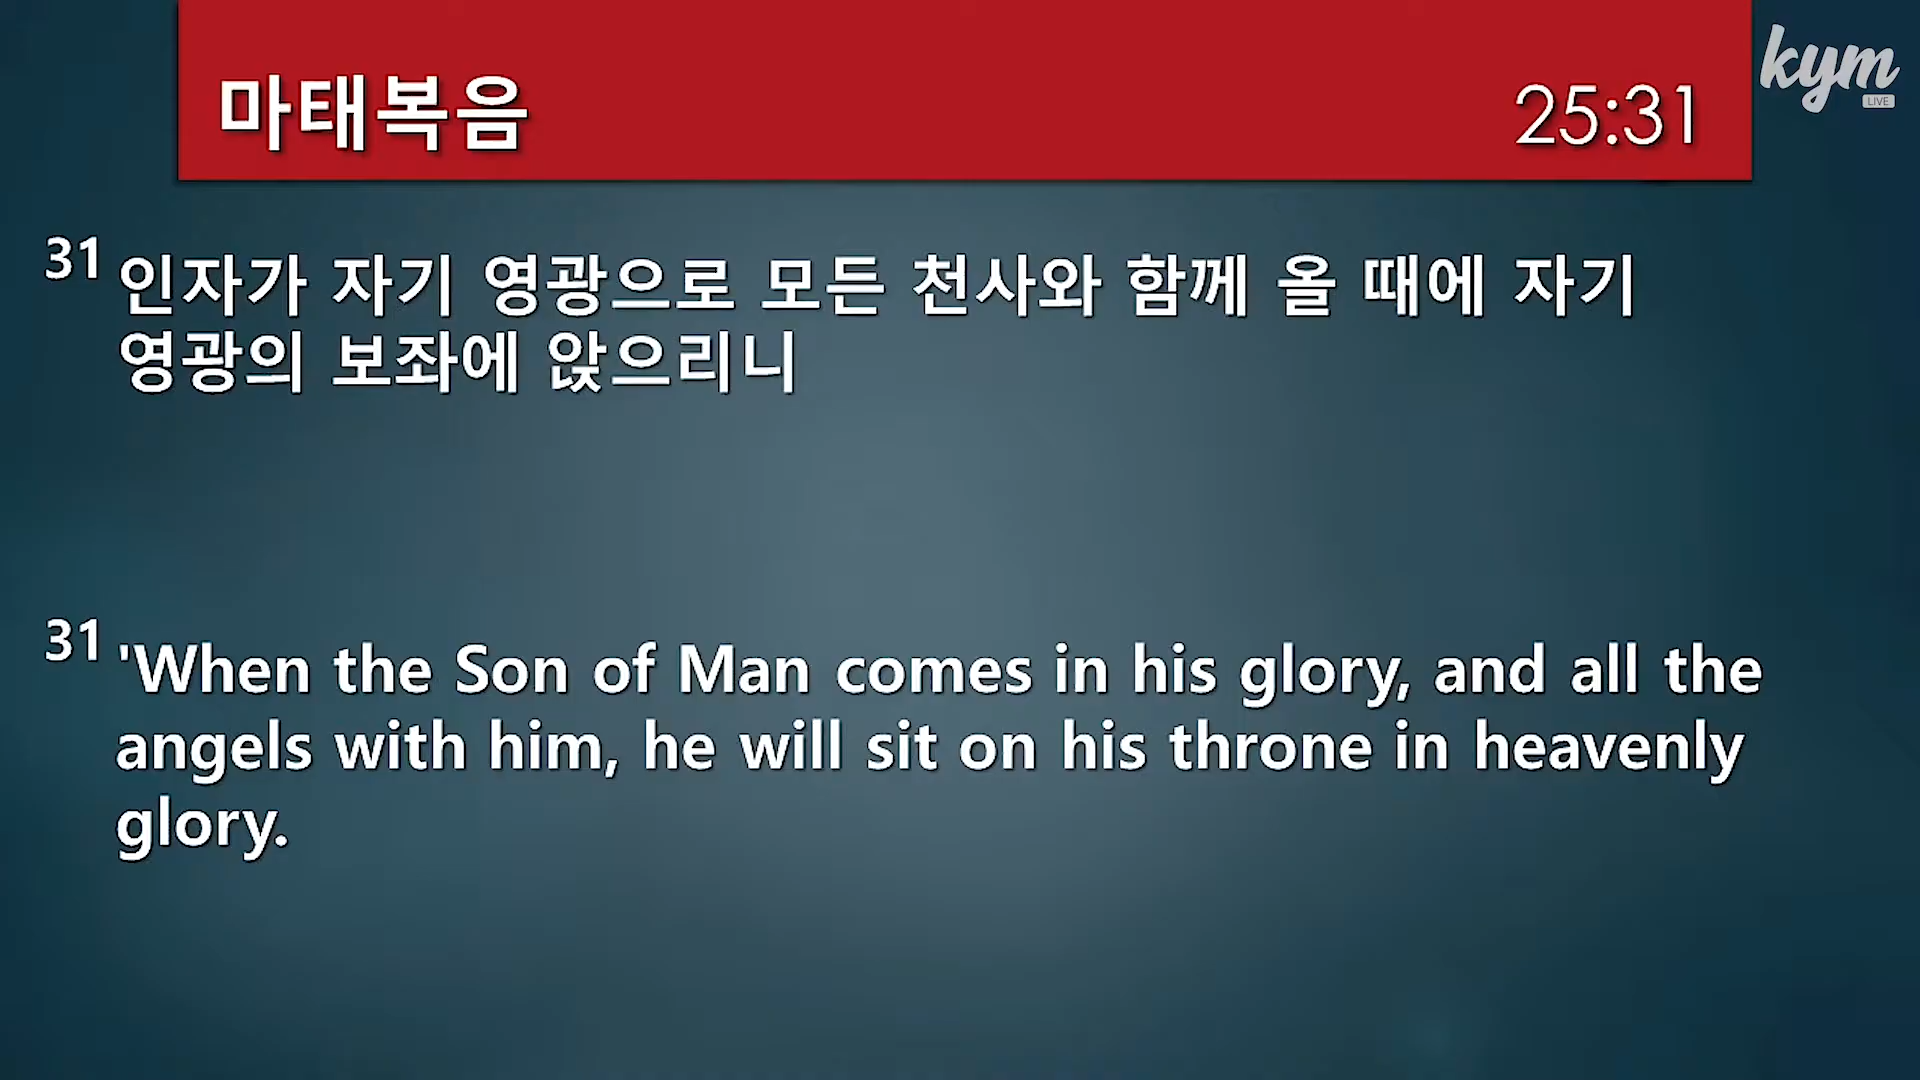 마태복음 25:31
kym
LIVE
31 인자가 자기 영광으로 모든 천사와 함께 올 때에 자기
영광의 보좌에 앉으리니
31 'When the Son of Man comes in his glory, and all the
angels with him, he will sit on his throne in heavenly
glory.